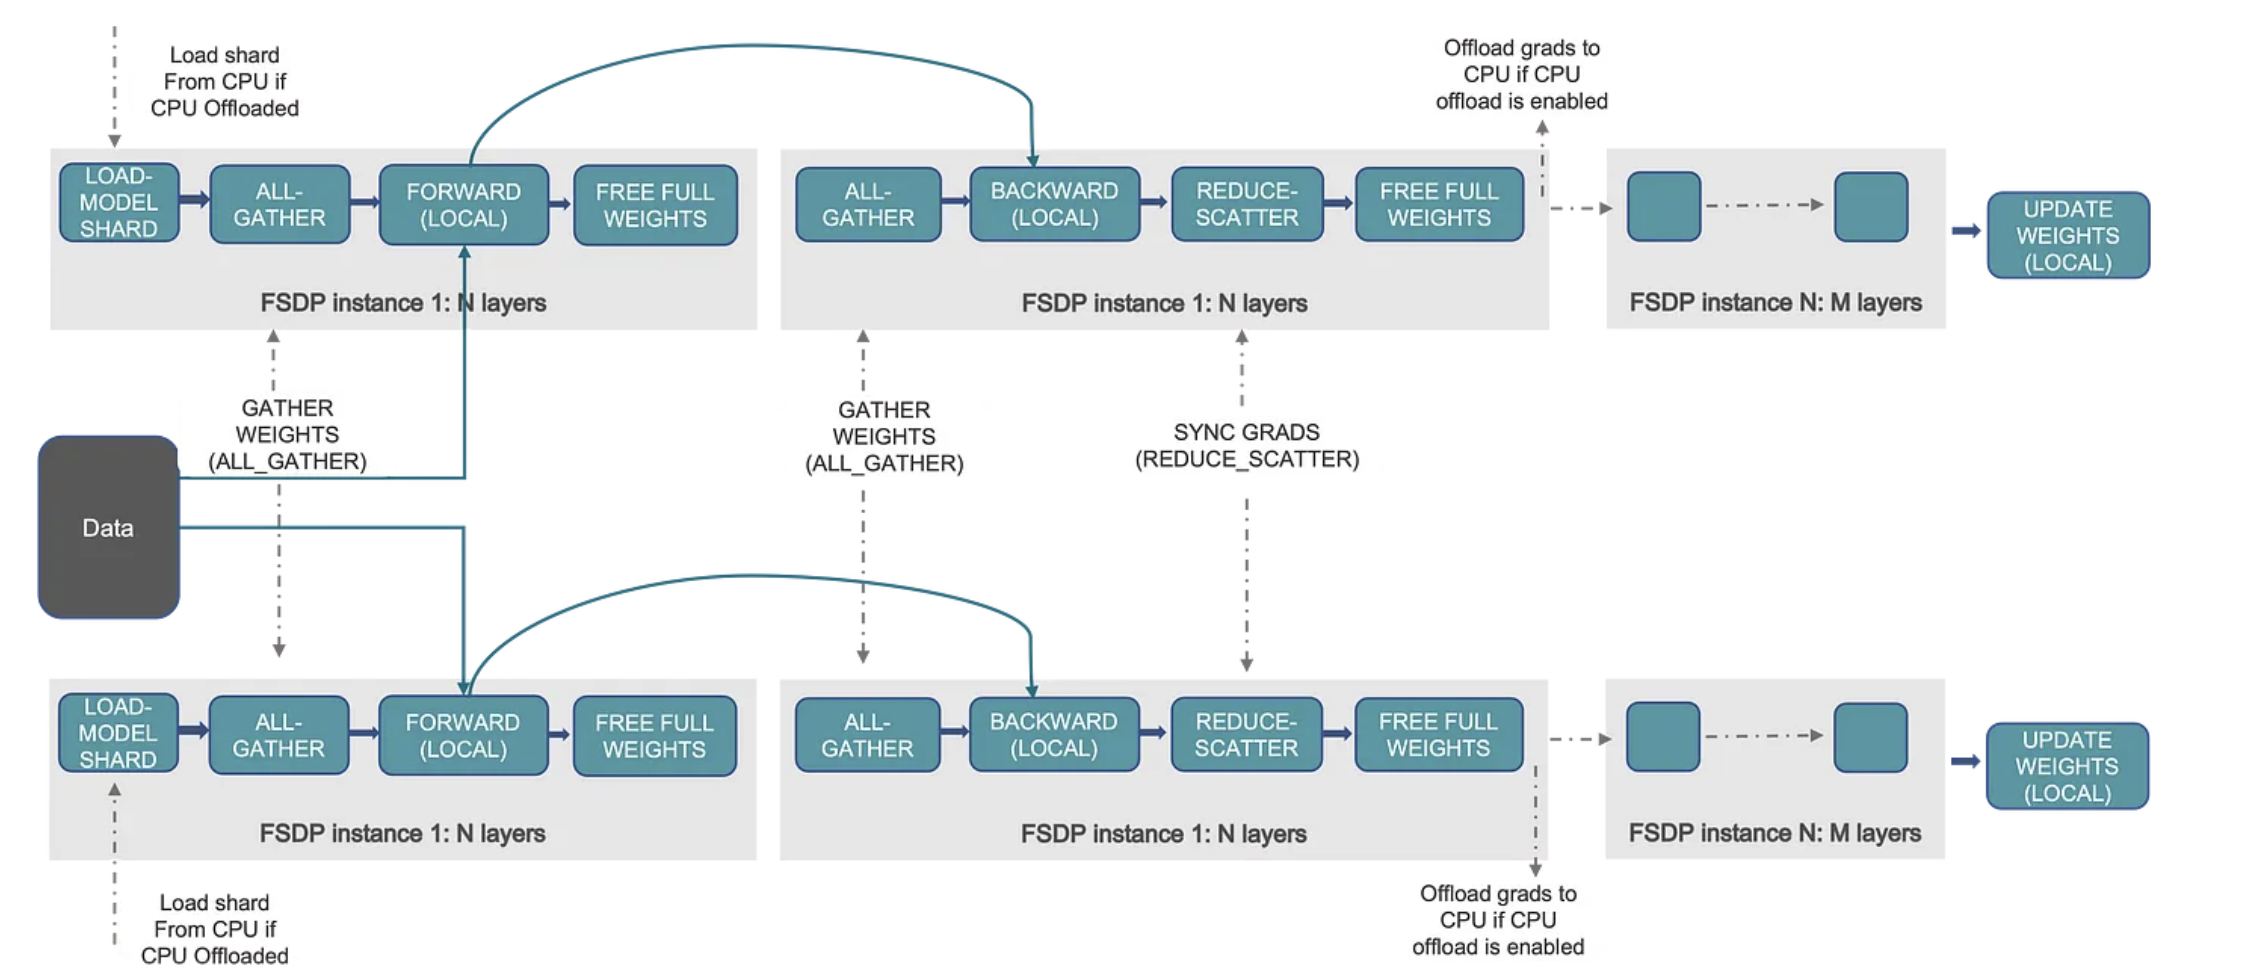 Load shard
From CPU if
CPU Offloaded
Offload grads to
CPU if CPU
offload is enabled
LOAD-
MODEL
SHARD
ALL-
GATHER
FORWARD
(LOCAL)
FREE FULL
WEIGHTS
FSDP instance 1: N layers
ALL-
GATHER
BACKWARD
(LOCAL)
REDUCE-
SCATTER
FREE FULL
WEIGHTS
FSDP instance 1: N layers
FSDP instance N: M layers
UPDATE
WEIGHTS
(LOCAL)
GATHER
WEIGHTS
(ALL_GATHER)
GATHER
WEIGHTS
(ALL_GATHER)
SYNC GRADS
(REDUCE_SCATTER)
Data
LOAD-
MODEL
SHARD
ALL-
GATHER
FORWARD
(LOCAL)
FREE FULL
WEIGHTS
FSDP instance 1: N layers
ALL-
GATHER
BACKWARD
(LOCAL)
REDUCE-
SCATTER
FREE FULL
WEIGHTS
FSDP instance 1: N layers
FSDP instance N: M layers
UPDATE
WEIGHTS
(LOCAL)
Load shard
From CPU if
CPU Offloaded
Offload grads to
CPU if CPU
offload is enabled